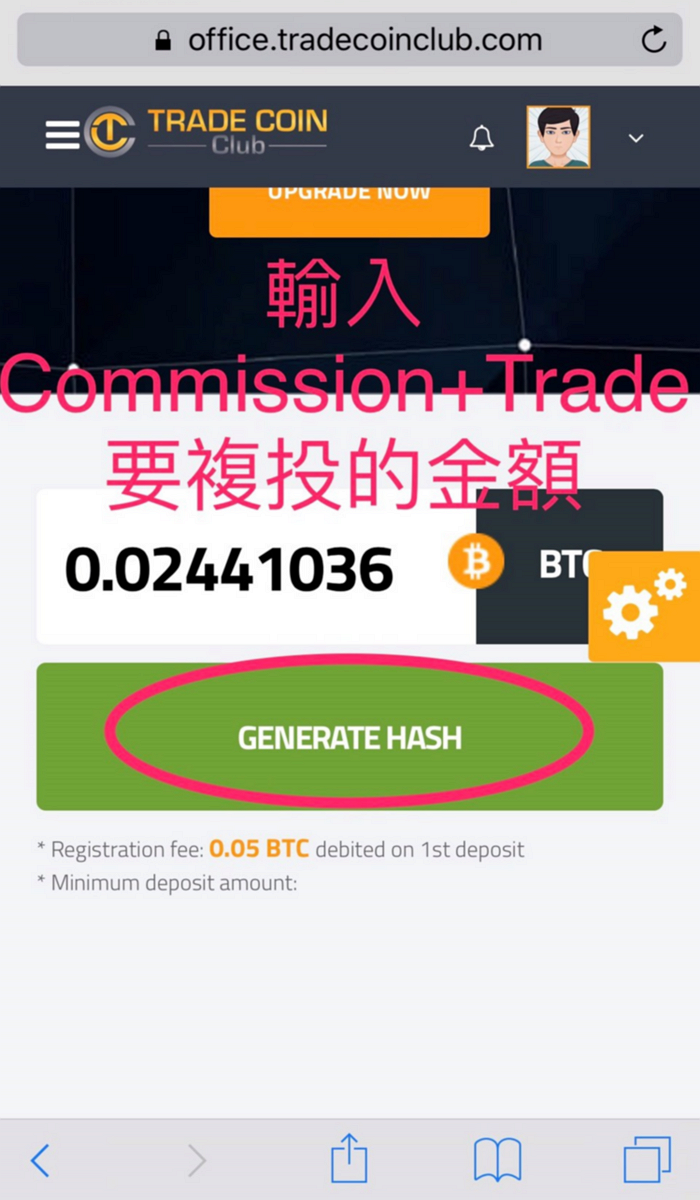 office.tradecoinclub.com
TRADE COIN
Club
UPGRADE NOW
輸入
Commission+Trade
要複投的金額
0.02441036
BTC
GENERATE HASH
* Registration fee: 0.05 BTC debited on 1st deposit
* Minimum deposit amount: